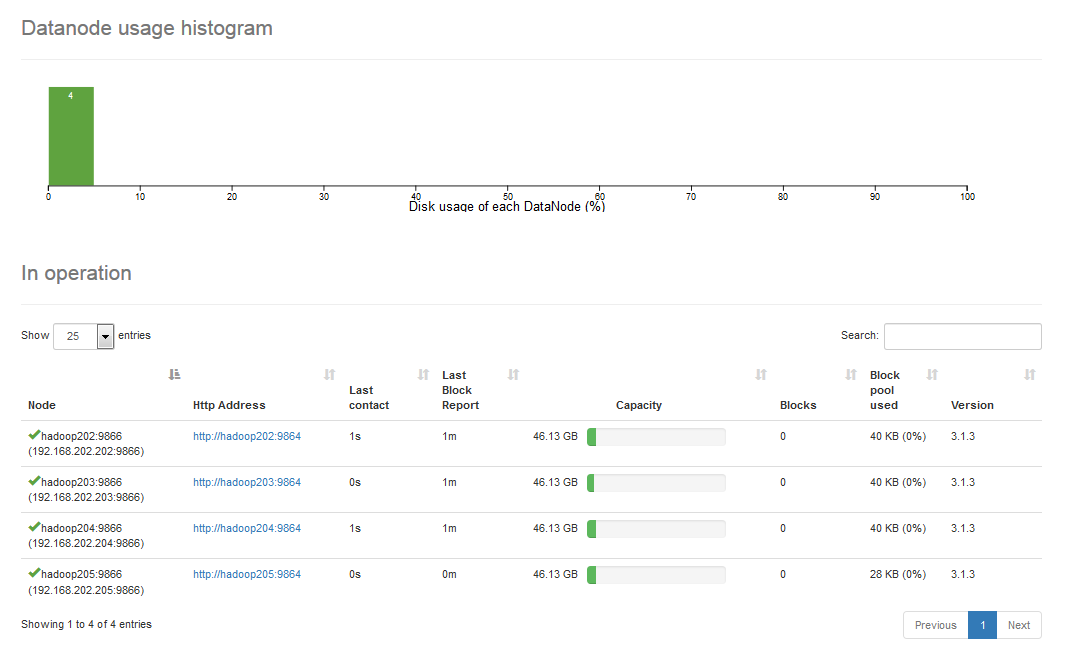 Datanode usage histogram
4
0 10 20 30 40 50 60 70 80 90 100
Disk usage of each DataNode (%)
In operation
Show 25 entries
Search:
Node Http Address Last contact Last Block Report Capacity Blocks Block pool used Version
hadoop202:9866 http://hadoop202:9864 1s 1m 46.13 GB 0 40 KB (0%) 3.1.3
(192.168.202.202:9866)
hadoop203:9866 http://hadoop203:9864 0s 1m 46.13 GB 0 40 KB (0%) 3.1.3
(192.168.202.203:9866)
hadoop204:9866 http://hadoop204:9864 1s 1m 46.13 GB 0 40 KB (0%) 3.1.3
(192.168.202.204:9866)
hadoop205:9866 http://hadoop205:9864 0s 0m 46.13 GB 0 28 KB (0%) 3.1.3
(192.168.202.205:9866)
Showing 1 to 4 of 4 entries
Previous 1 Next